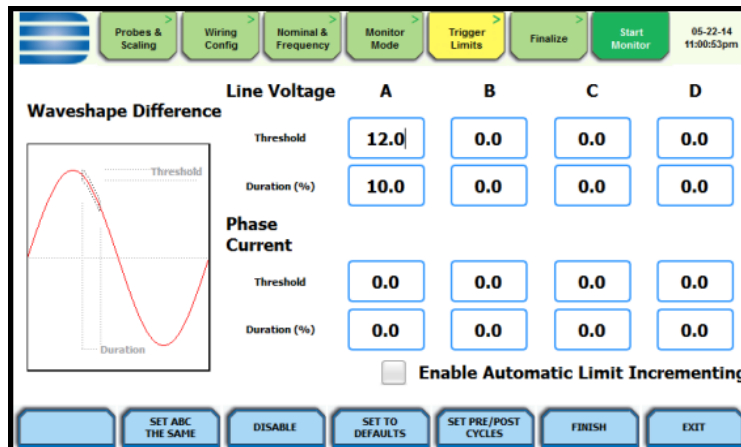 Probes &
Scaling
>
Wiring
Config
>
Nominal &
Frequency
>
Monitor
Mode
>
Trigger
Limits
>
Finalize
>
Start
Monitor
>
05-22-14
11:00:53pm
Waveshape Difference
Line Voltage A B C D
Threshold 12.0 0.0 0.0 0.0
Duration (%) 10.0 0.0 0.0 0.0
Threshold
Duration
Phase
Current
Threshold 0.0 0.0 0.0 0.0
Duration (%) 0.0 0.0 0.0 0.0
Enable Automatic Limit Incrementing
SET ABC
THE SAME
DISABLE
SET TO
DEFAULTS
SET PRE/POST
CYCLES
FINISH
EXIT